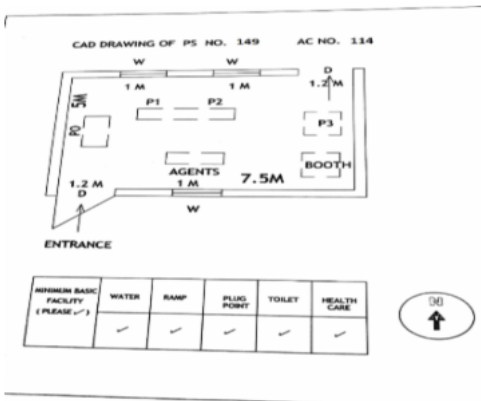 CAD DRAWING OF PS NO. 149 AC NO. 114
W W D
1 M 1 M 1.2 M
5M
P1 P2
P3
PO
AGENTS BOOTH
1.2 M 1 M 7.5M
D
W
ENTRANCE
MINIMUM BASIC FACILITY (PLEASE ✓) WATER RAMP PLUG POINT TOILET HEALTH CARE
✓ ✓ ✓ ✓ ✓
N